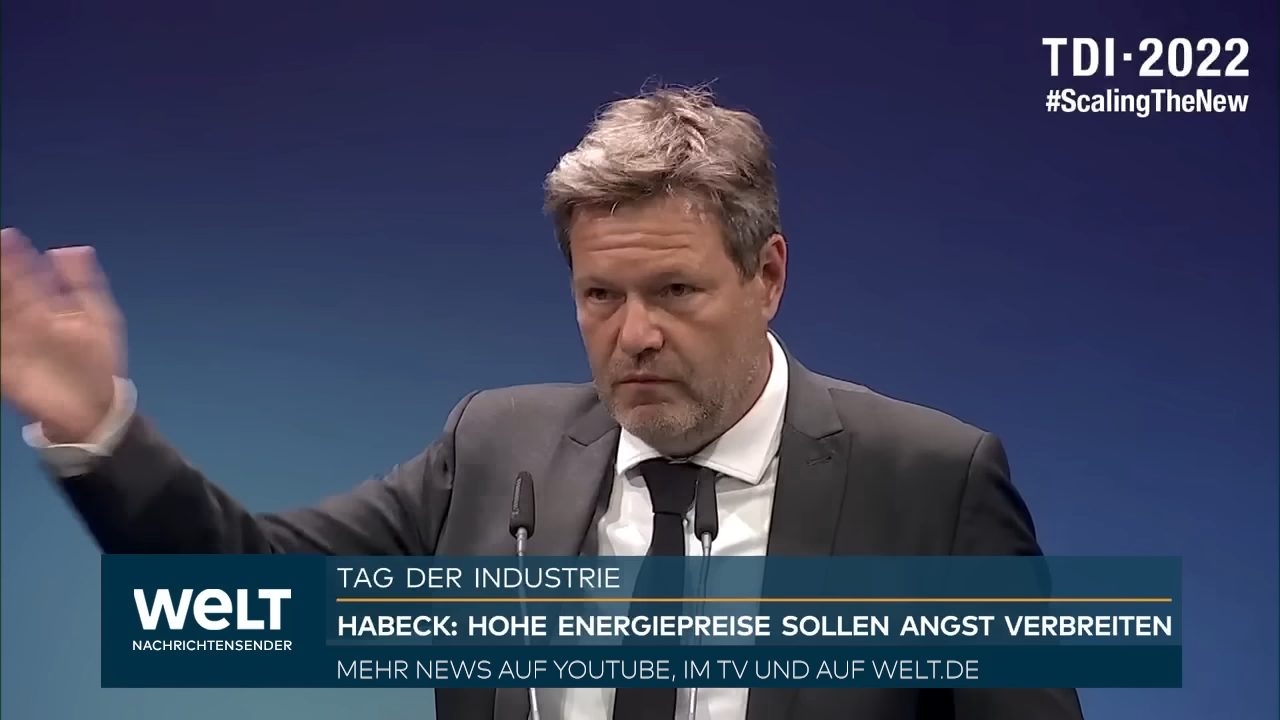 TDI·2022
#ScalingTheNew
TAG DER INDUSTRIE
WELT
NACHRICHTENSENDER
HABECK: HOHE ENERGIEPREISE SOLLEN ANGST VERBREITEN
MEHR NEWS AUF YOUTUBE, IM TV UND AUF WELT.DE